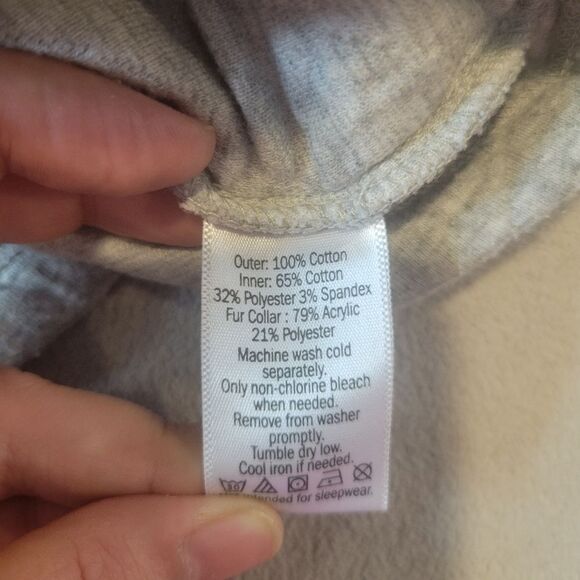 Outer: 100% Cotton
Inner: 65% Cotton
32% Polyester 3% Spandex
Fur Collar : 79% Acrylic
21% Polyester
Machine wash cold
separately.
Only non-chlorine bleach
when needed.
Remove from washer
promptly.
Tumble dry low.
Cool iron if needed.
30
intended for sleepwear.